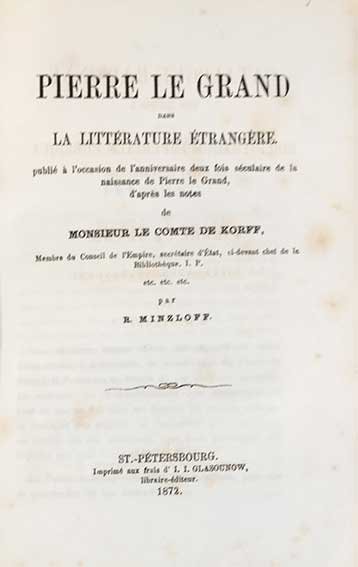 PIERRE LE GRAND
DANS
LA LITTÉRATURE ÉTRANGÈRE.
publié à l'occasion de l'anniversaire deux fois séculaire de la
naissance de Pierre le Grand,
d'après les notes
de
MONSIEUR LE COMTE DE KORFF,
Membre du Conseil de l'Empire, secrétaire d'État, ci-devant chef de la
Bibliothèque. I. P.
etc. etc. etc.
par
R. MINZLOFF.
ST.-PÉTERSBOURG.
Imprimé aux frais d' I. I. GLASOUNOW,
libraire-éditeur.
1872.